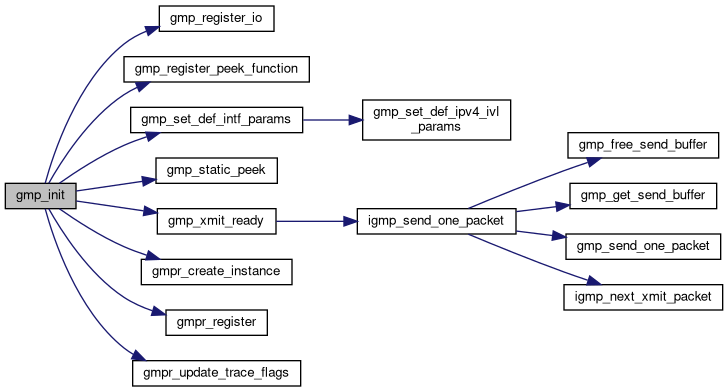 gmp_init
gmp_register_io
gmp_register_peek_function
gmp_set_def_intf_params
gmp_static_peek
gmp_xmit_ready
gmpr_create_instance
gmpr_register
gmpr_update_trace_flags
gmp_set_def_ipv4_ivl
_params
igmp_send_one_packet
gmp_free_send_buffer
gmp_get_send_buffer
gmp_send_one_packet
igmp_next_xmit_packet